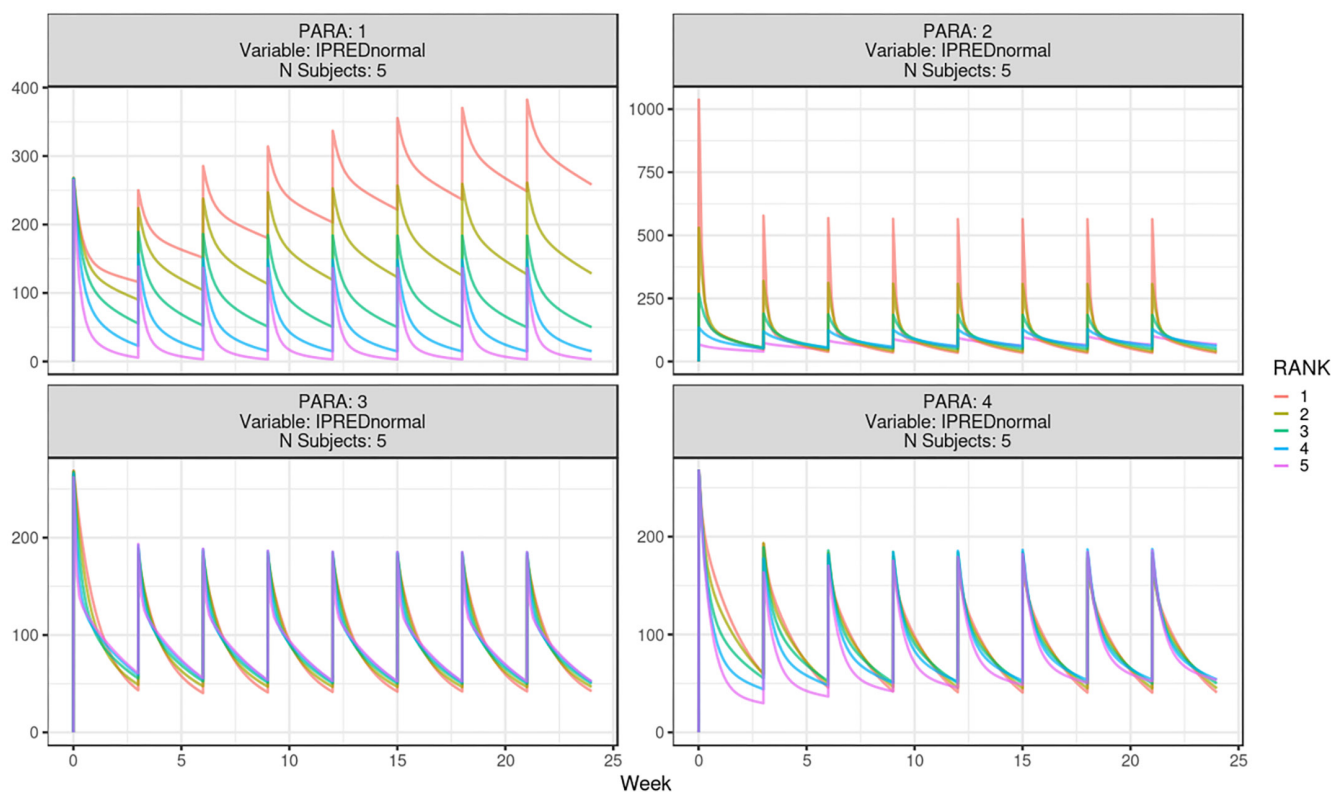 PARA: 1
Variable: IPREDnormal
N Subjects: 5
PARA: 2
Variable: IPREDnormal
N Subjects: 5
400
300
200
100
0
1000
750
500
250
0
PARA: 3
Variable: IPREDnormal
N Subjects: 5
PARA: 4
Variable: IPREDnormal
N Subjects: 5
200
100
0
200
100
0
0 5 10 15 20 25
0 5 10 15 20 25
Week
RANK
1
2
3
4
5